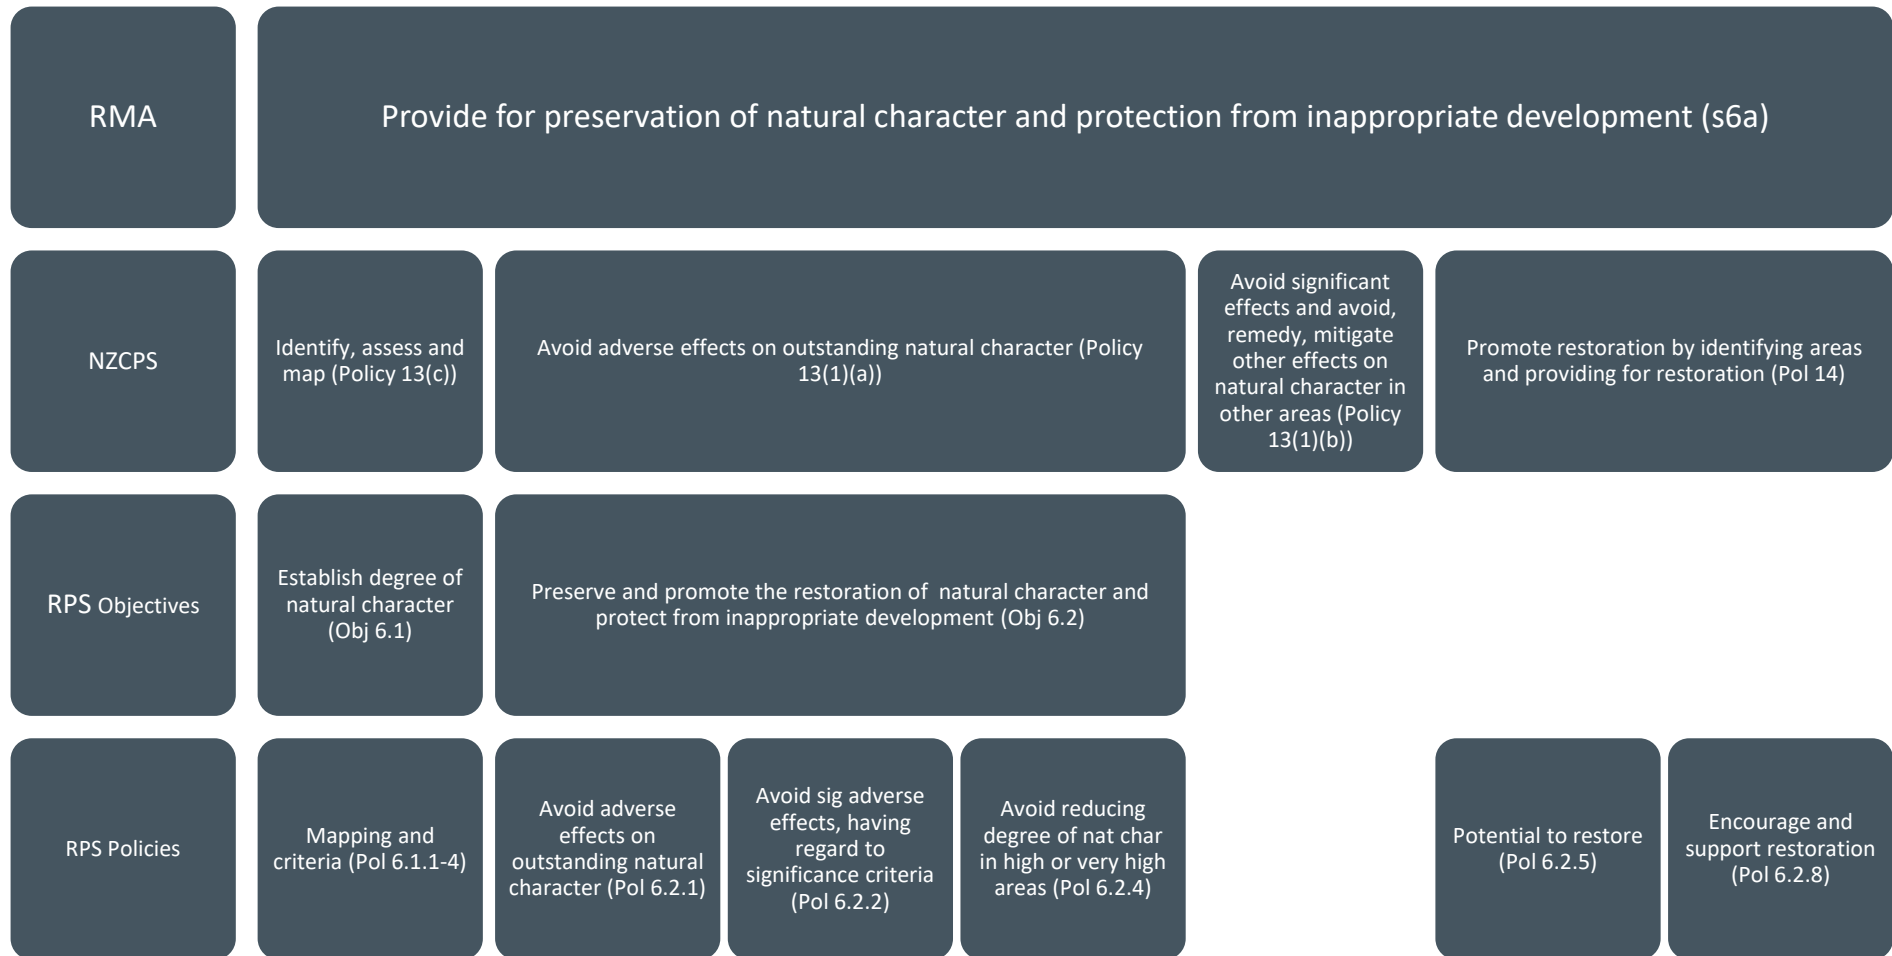 RMA
Provide for preservation of natural character and protection from inappropriate development (s6a)
NZCPS
Identify, assess and
map (Policy 13(c))
Avoid adverse effects on outstanding natural character (Policy
13(1)(a))
Avoid significant
effects and avoid,
remedy, mitigate
other effects on
natural character in
other areas (Policy
13(1)(b))
Promote restoration by identifying areas
and providing for restoration (Pol 14)
RPS Objectives
Establish degree of
natural character
(Obj 6.1)
Preserve and promote the restoration of natural character and
protect from inappropriate development (Obj 6.2)
RPS Policies
Mapping and
criteria (Pol 6.1.1-4)
Avoid adverse
effects on
outstanding natural
character (Pol 6.2.1)
Avoid sig adverse
effects, having
regard to
significance criteria
(Pol 6.2.2)
Avoid reducing
degree of nat char
in high or very high
areas (Pol 6.2.4)
Potential to restore
(Pol 6.2.5)
Encourage and
support restoration
(Pol 6.2.8)